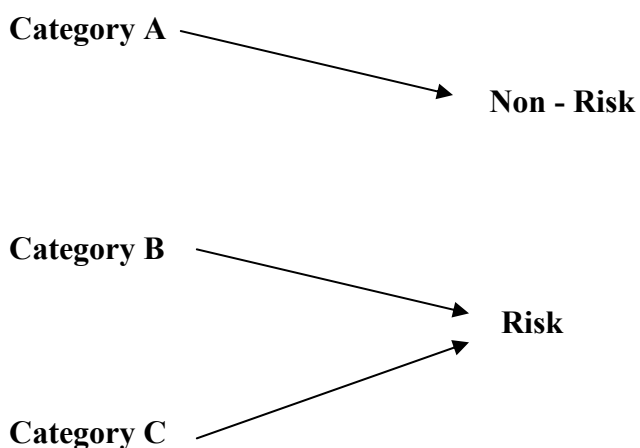 Category A
Non - Risk
Category B
Risk
Category C